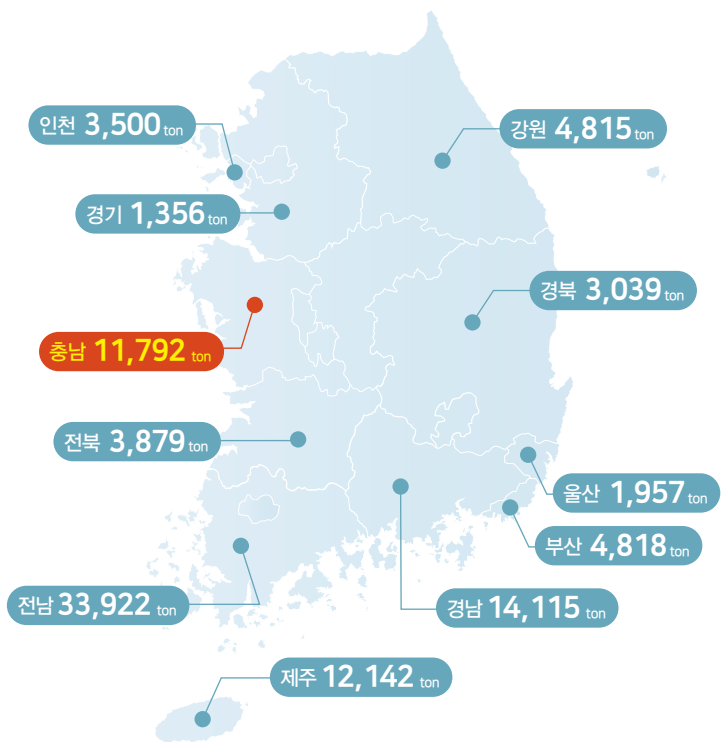 인천 3,500 ton
강원 4,815 ton
경기 1,356 ton
경북 3,039 ton
충남 11,792 ton
전북 3,879 ton
울산 1,957 ton
부산 4,818 ton
전남 33,922 ton
경남 14,115 ton
제주 12,142 ton